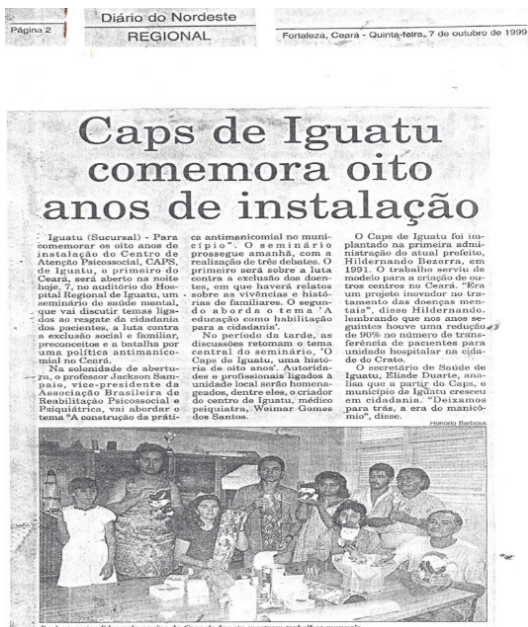 Página 2
Diário do Nordeste
REGIONAL
Fortaleza, Ceará - Quinta-feira, 7 de outubro de 1999
Caps de Iguatu
comemora oito
anos de instalação
Iguatu (Sucursal) - Para
comemorar os oito anos de
instalação do Centro de
Atenção Psicossocial, CAPS,
de Iguatu, o primeiro do
Ceará, será aberto na noite
hoje, 7, no auditório do Hos-
pital Regional de Iguatu, um
seminário de saúde mental,
que vai discutir temas liga-
dos ao resgate da cidadania
dos pacientes, a luta contra
a exclusão social e familiar,
preconceitos e a batalha por
uma política antimanico-
mial no Ceará.
Na solanidade de abertu-
ra, o professor Jackson Sam-
paio, vice-presidente da
Associação Brasileira de
Reabilitação Psicossocial e
Psiquiátrica, vai abordar o
tema "A construção da práti-
ca antimanicomial no muni-
cípio". O seminário
prossegue amanhã, com a
realização de três debates. O
primeiro será sobre a luta
contra a exclusão dos doen-
tes, em que haverá relatos
sobre as vivências e histó-
rias de familiares. O segun-
do aborda o tema 'A
educação como habilitação
para a cidadania'.
No período da tarde, as
discussões retomam o tema
central do seminário, 'O
Caps de Iguatu, uma histó-
ria de oito anos'. Autorida-
des e profissionais ligados à
unidade local serão homena-
geados, dentre eles, o criador
do centro de Iguatu, médico
psiquiatra, Weimar Gomes
dos Santos.
O Caps de Iguatu foi im-
plantado na primeira admi-
nistração do atual prefeito,
Hildernando Bezerra, em
1991. O trabalho serviu de
modelo para a criação de ou-
tros centros no Ceará. "Era
um projeto inovador no tra-
tamento das doenças men-
tais", disse Hildernando,
lembrando que nos anos se-
guintes houve uma redução
de 90% no número de trans-
ferência de pacientes para
unidade hospitalar na cida-
de do Crato.
O secretário de Saúde de
Iguatu, Eliade Duarte, ana-
lisa que a partir do Caps, o
município de Iguatu cresceu
em cidadania. "Deixamos
para trás, a era do manicô-
mio", disse.
Honório Barbosa